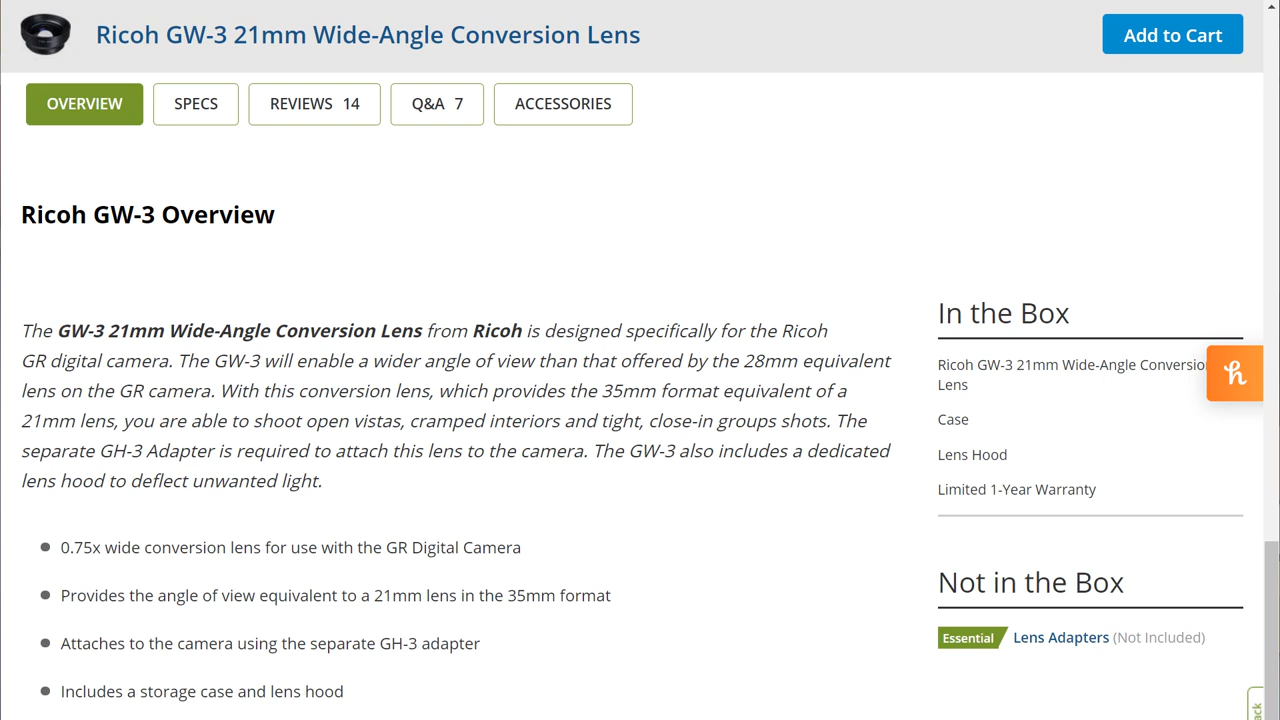 Ricoh GW-3 21mm Wide-Angle Conversion Lens
Add to Cart
OVERVIEW
SPECS
REVIEWS 14
Q&A 7
ACCESSORIES
Ricoh GW-3 Overview
The GW-3 21mm Wide-Angle Conversion Lens from Ricoh is designed specifically for the Ricoh
GR digital camera. The GW-3 will enable a wider angle of view than that offered by the 28mm equivalent
lens on the GR camera. With this conversion lens, which provides the 35mm format equivalent of a
21mm lens, you are able to shoot open vistas, cramped interiors and tight, close-in groups shots. The
separate GH-3 Adapter is required to attach this lens to the camera. The GW-3 also includes a dedicated
lens hood to deflect unwanted light.
0.75x wide conversion lens for use with the GR Digital Camera
Provides the angle of view equivalent to a 21mm lens in the 35mm format
Attaches to the camera using the separate GH-3 adapter
Includes a storage case and lens hood
In the Box
Ricoh GW-3 21mm Wide-Angle Conversio
Lens
Case
Lens Hood
Limited 1-Year Warranty
Not in the Box
Essential Lens Adapters (Not Included)